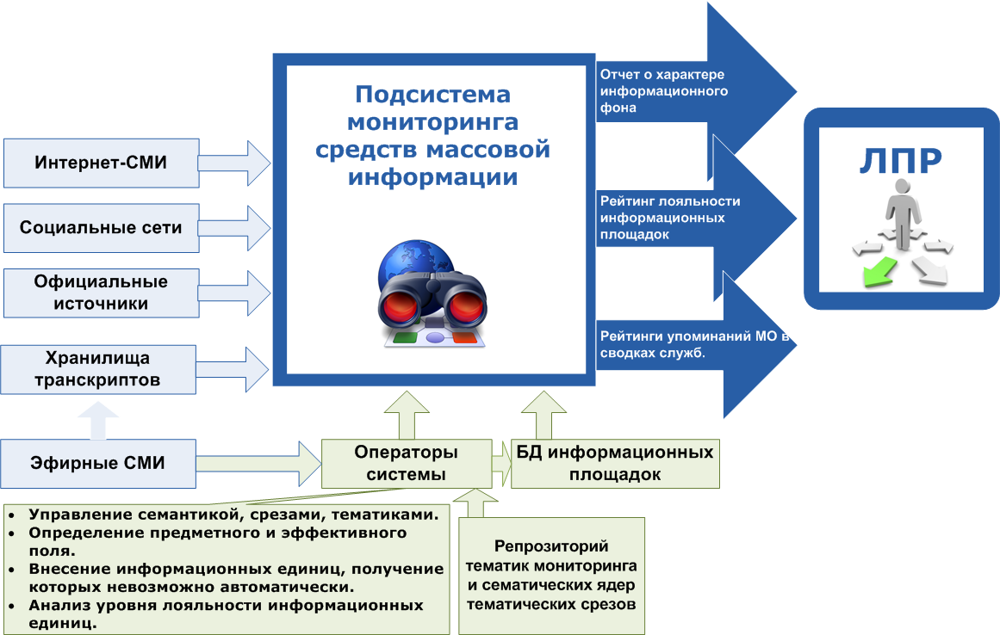 Подсистема
мониторинга
средств массовой
информации
Интернет-СМИ
Социальные сети
Официальные
источники
Хранилища
транскриптов
Эфирные СМИ
Отчет о характере
информационного
фона
Рейтинг лояльности
информационных
площадок
Рейтинги упоминаний МО в
сводках служб.
ЛПР
Операторы
системы
БД информационных
площадок
• Управление семантикой, срезами, тематиками.
• Определение предметного и эффективного
поля.
• Внесение информационных единиц, получение
которых невозможно автоматически.
• Анализ уровня лояльности информационных
единиц.
Репрозиторий
тематик мониторинга
и сематических ядер
тематических срезов